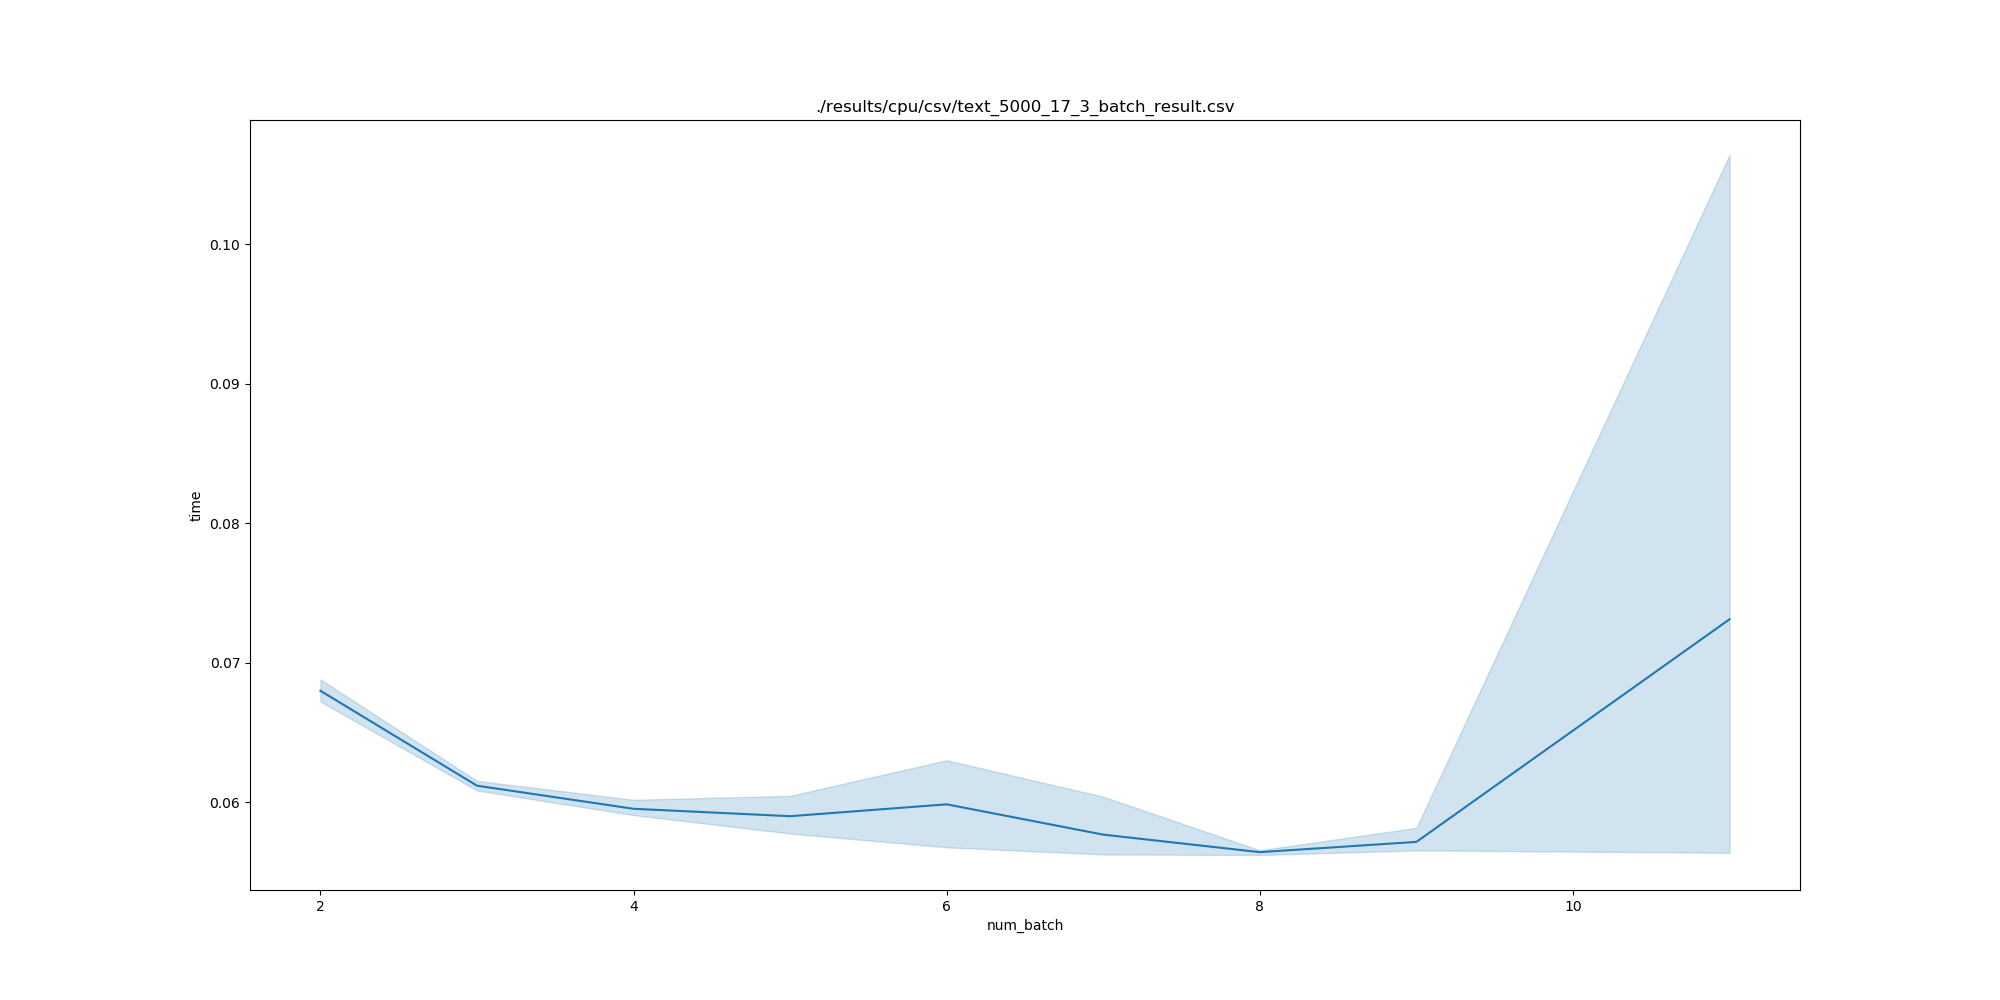 ./results/cpu/csv/text_5000_17_3_batch_result.csv
0.10
0.09
0.08
0.07
0.06
time
2 4 6 8 10
num_batch